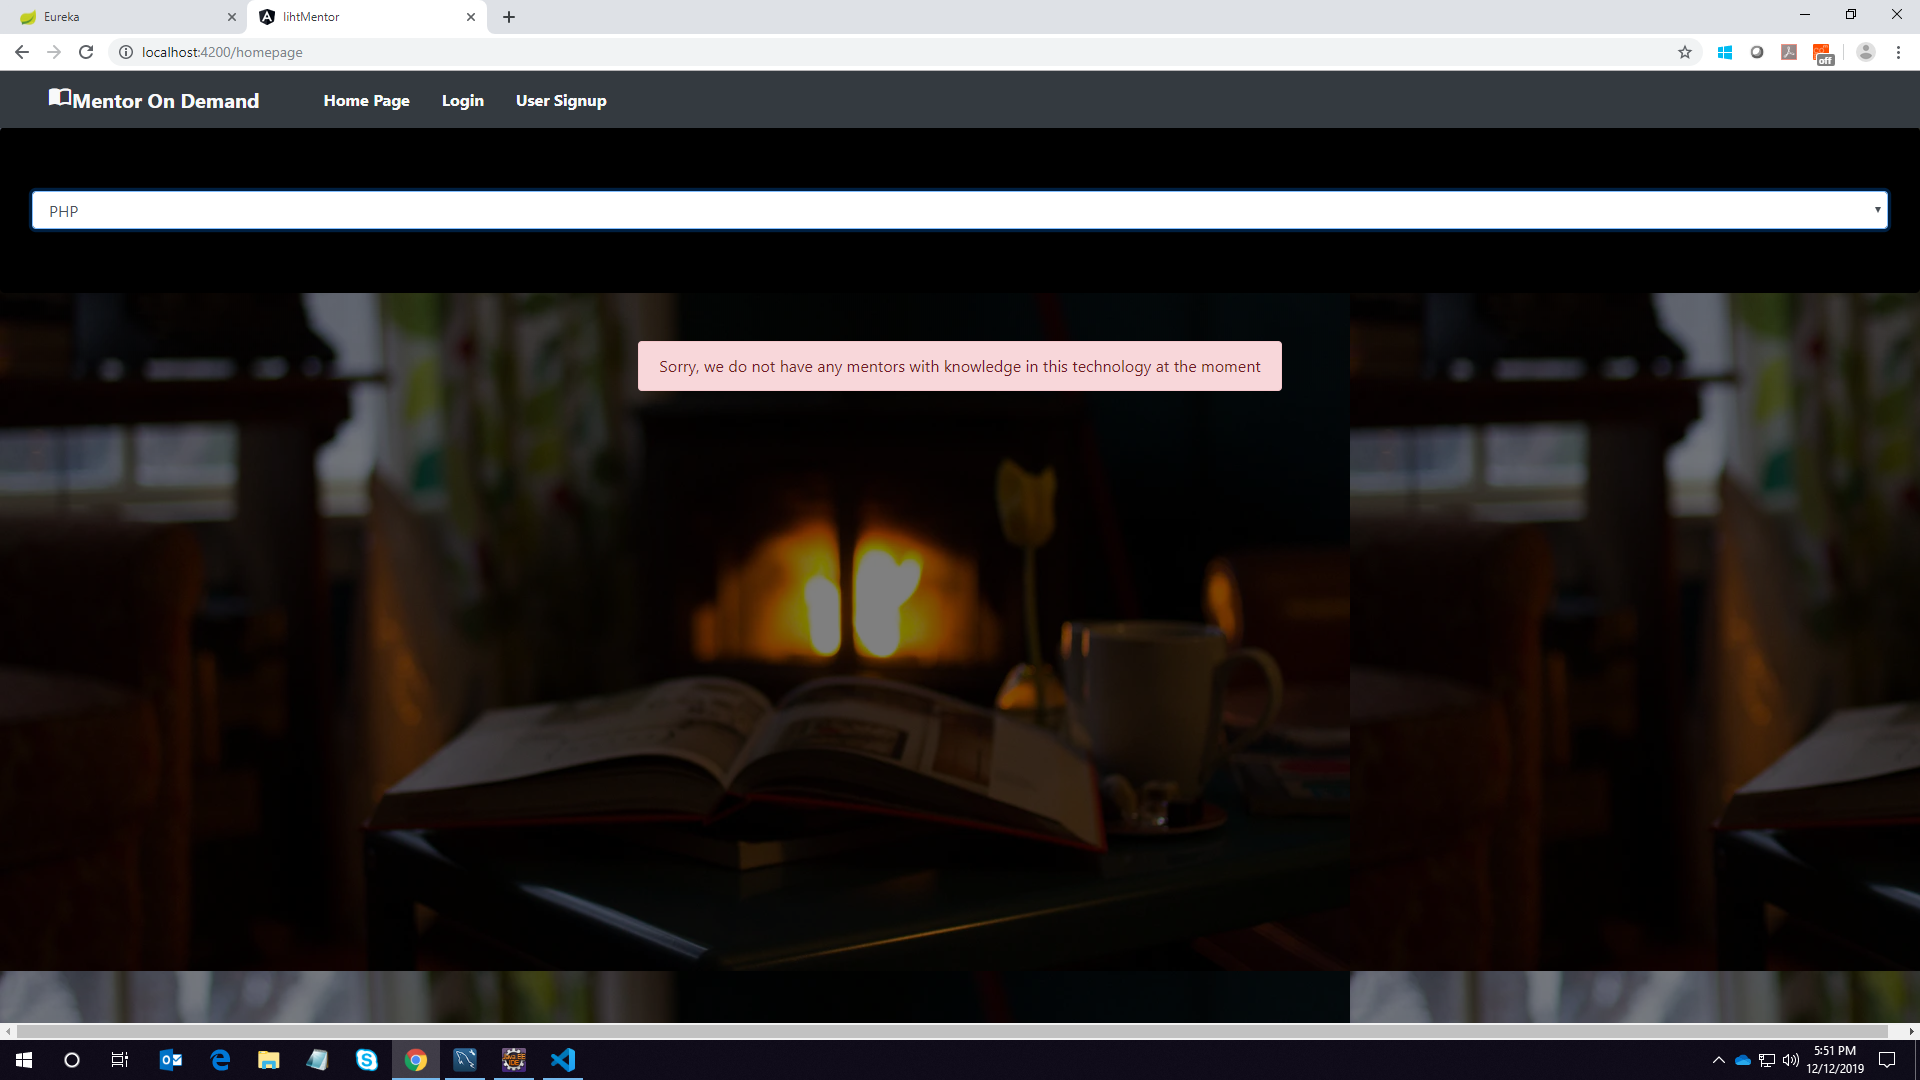 Eureka
lihtMentor
localhost:4200/homepage
off
Mentor On Demand
Home Page
Login
User Signup
PHP
Sorry, we do not have any mentors with knowledge in this technology at the moment
5:51 PM
12/12/2019